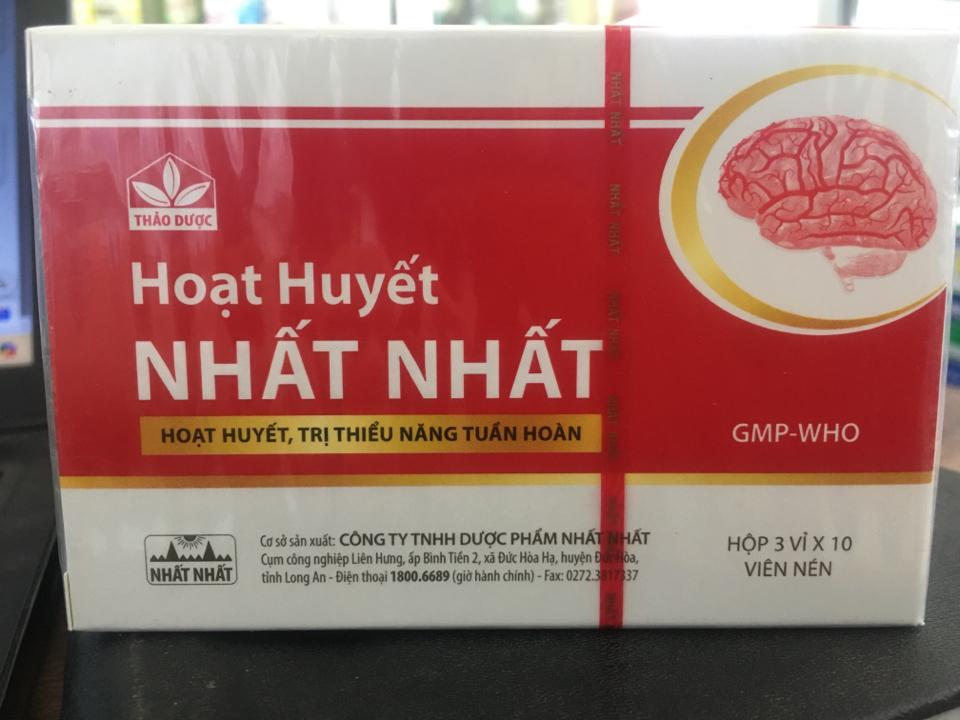 THẢO DƯỢC
Hoạt Huyết
NHẤT NHẤT
HOẠT HUYẾT, TRỊ THIỂU NĂNG TUẦN HOÀN
GMP-WHO
NHẤT NHẤT
Cơ sở sản xuất: CÔNG TY TNHH DƯỢC PHẨM NHẤT NHẤT
Cụm công nghiệp Liên Hưng, ấp Bình Tiền 2, xã Đức Hòa Hạ, huyện Đức Hòa,
tỉnh Long An - Điện thoại 1800.6689 (giờ hành chính) - Fax: 0272.3817337
HỘP 3 VỈ X 10
VIÊN NÉN
NHẤT NHẤT
NHẤT NHẤT
NHẤT NHẤT